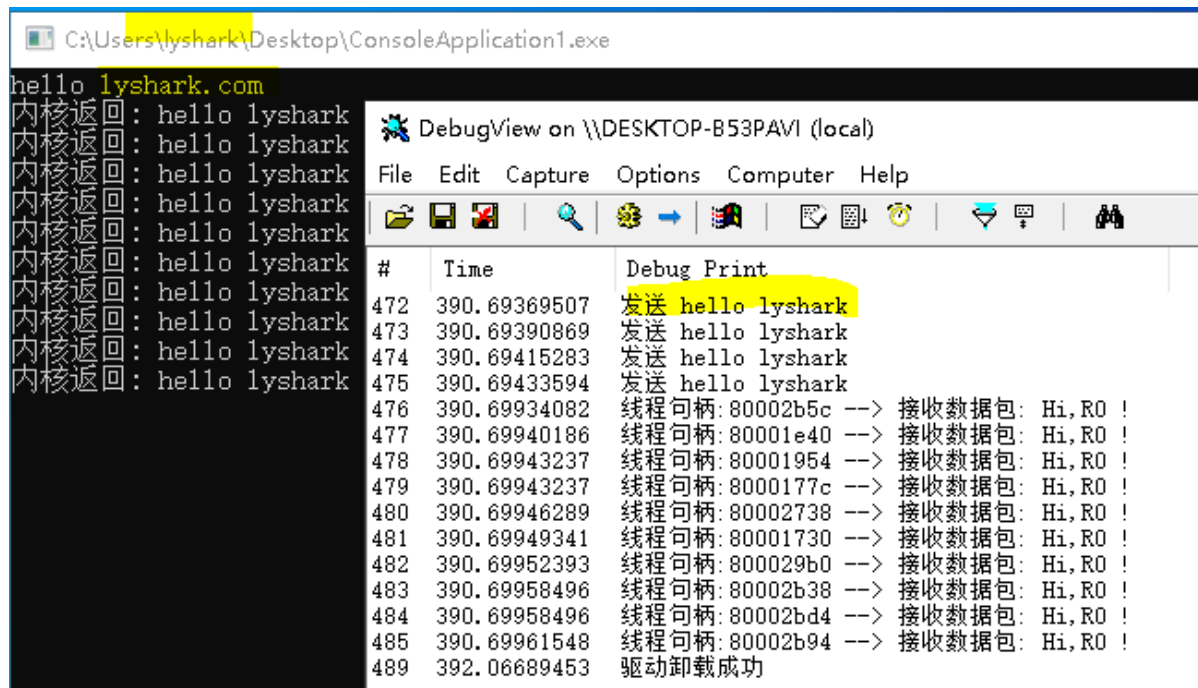 C:\Users\lyshark\Desktop\ConsoleApplication1.exe
hello lyshark.com
内核返回: hello lyshark
内核返回: hello lyshark
内核返回: hello lyshark
内核返回: hello lyshark
内核返回: hello lyshark
内核返回: hello lyshark
内核返回: hello lyshark
内核返回: hello lyshark
内核返回: hello lyshark
内核返回: hello lyshark
DebugView on \\DESKTOP-B53PAVI (local)
File Edit Capture Options Computer Help
# Time Debug Print
472 390.69369507 发送 hello lyshark
473 390.69390869 发送 hello lyshark
474 390.69415283 发送 hello lyshark
475 390.69433594 发送 hello lyshark
476 390.69934082 线程句柄:80002b5c --> 接收数据包: Hi,R0 !
477 390.69940186 线程句柄:80001e40 --> 接收数据包: Hi,R0 !
478 390.69943237 线程句柄:80001954 --> 接收数据包: Hi,R0 !
479 390.69943237 线程句柄:8000177c --> 接收数据包: Hi,R0 !
480 390.69946289 线程句柄:80002738 --> 接收数据包: Hi,R0 !
481 390.69949341 线程句柄:80001730 --> 接收数据包: Hi,R0 !
482 390.69952393 线程句柄:800029b0 --> 接收数据包: Hi,R0 !
483 390.69958496 线程句柄:80002b38 --> 接收数据包: Hi,R0 !
484 390.69958496 线程句柄:80002bd4 --> 接收数据包: Hi,R0 !
485 390.69961548 线程句柄:80002b94 --> 接收数据包: Hi,R0 !
489 392.06689453 驱动卸载成功